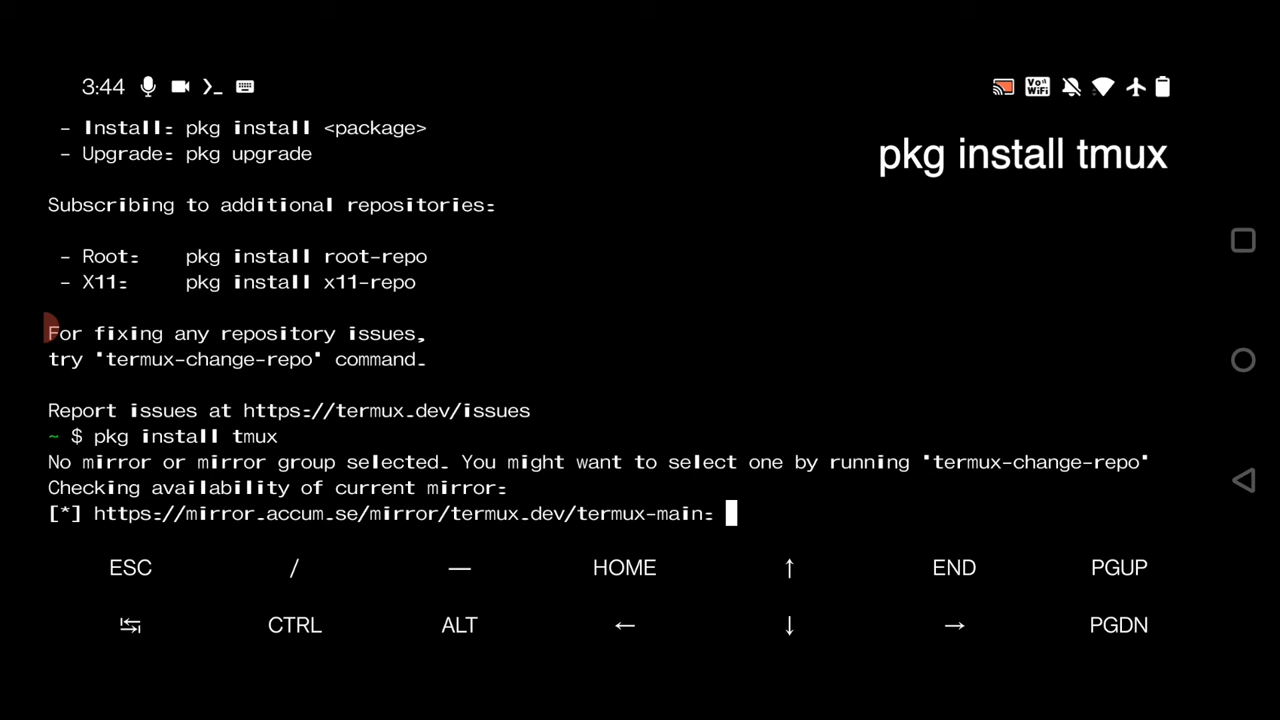 3:44
Vo WiFi
- Install: pkg install <package>
- Upgrade: pkg upgrade
pkg install tmux
Subscribing to additional repositories:
- Root: pkg install root-repo
- X11: pkg install x11-repo
For fixing any repository issues,
try 'termux-change-repo' command.
Report issues at https://termux.dev/issues
~ $ pkg install tmux
No mirror or mirror group selected. You might want to select one by running 'termux-change-repo'
Checking availability of current mirror:
[*] https://mirror.accum.se/mirror/termux.dev/termux-main:
ESC / — HOME ↑ END PGUP
↹ CTRL ALT ← ↓ → PGDN